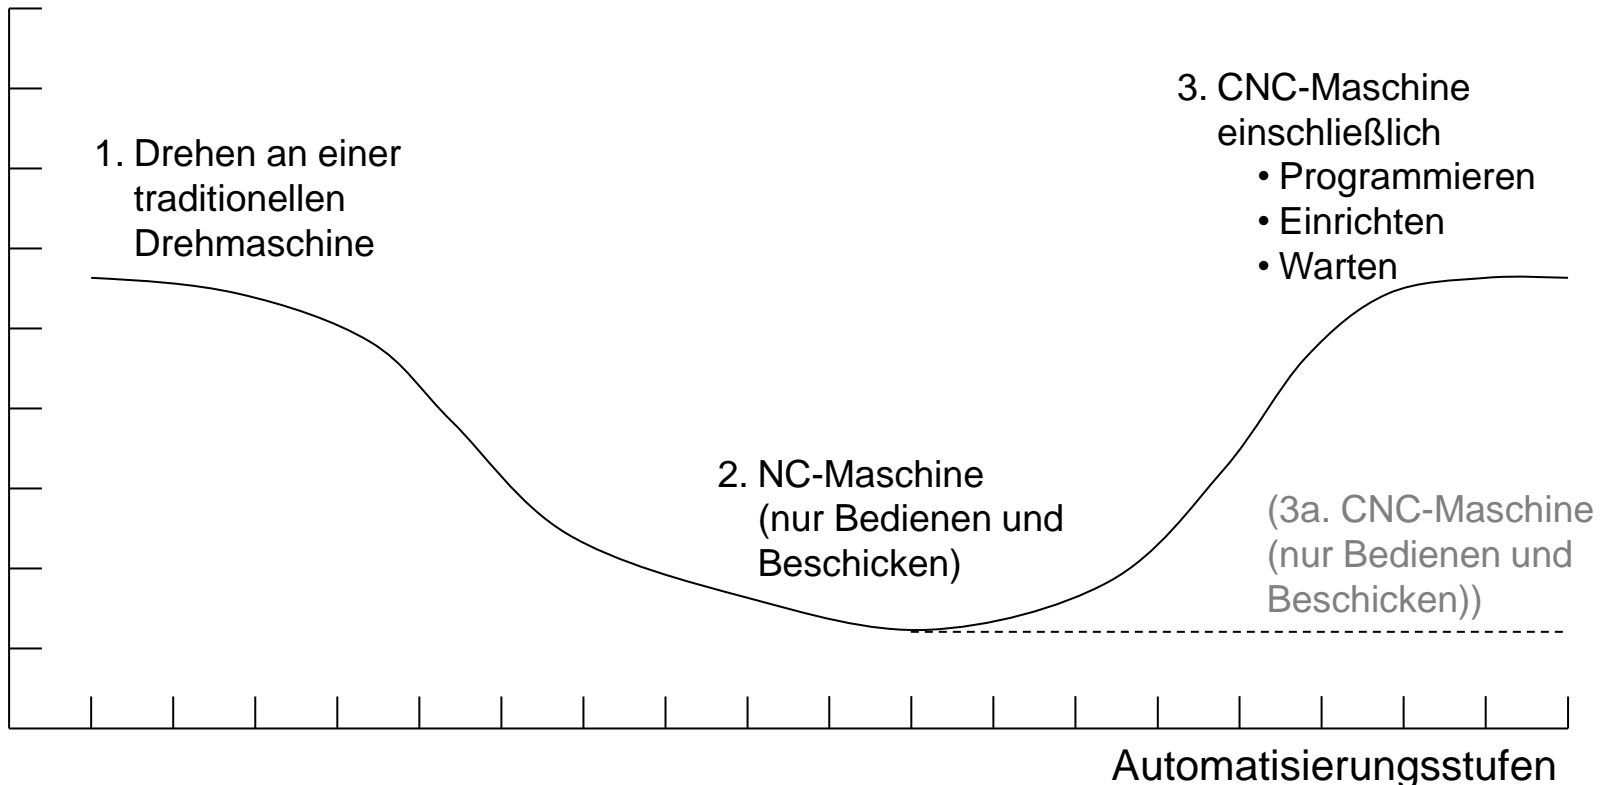 1. Drehen an einer
traditionellen
Drehmaschine
2. NC-Maschine
(nur Bedienen und
Beschicken)
3. CNC-Maschine
einschließlich
• Programmieren
• Einrichten
• Warten
(3a. CNC-Maschine
(nur Bedienen und
Beschicken))
Automatisierungsstufen